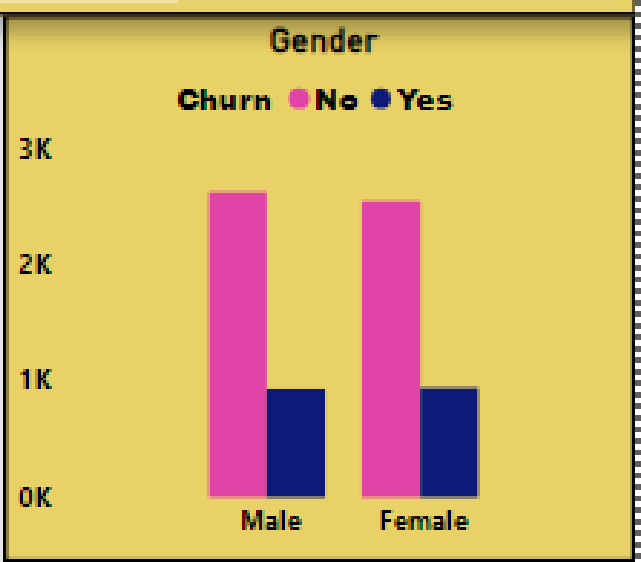 Gender
Churn No Yes
3K
2K
1K
0K
Male Female